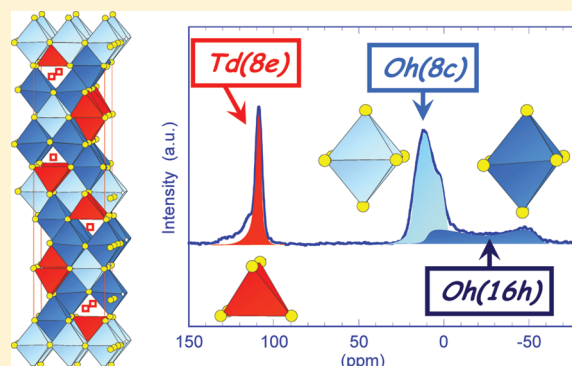 Td(8e)
Oh(8c)
Oh(16h)
Intensity (a.u.)
150 100 50 0 -50
(ppm)